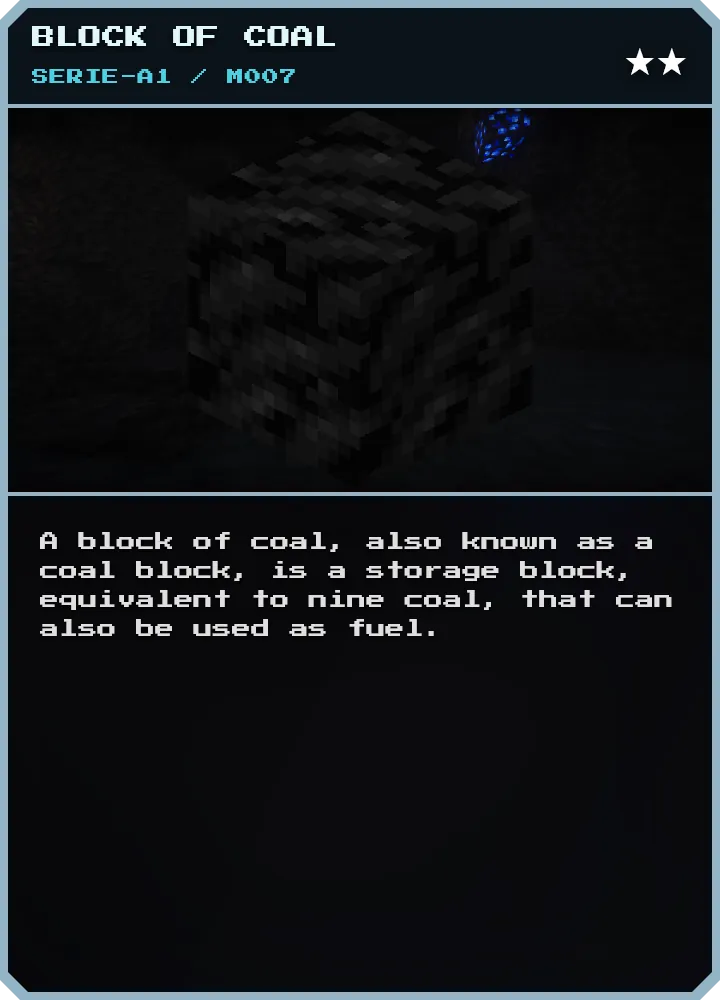 BLOCK OF COAL
SERIE-A1 / M007
A block of coal, also known as a
coal block, is a storage block,
equivalent to nine coal, that can
also be used as fuel.